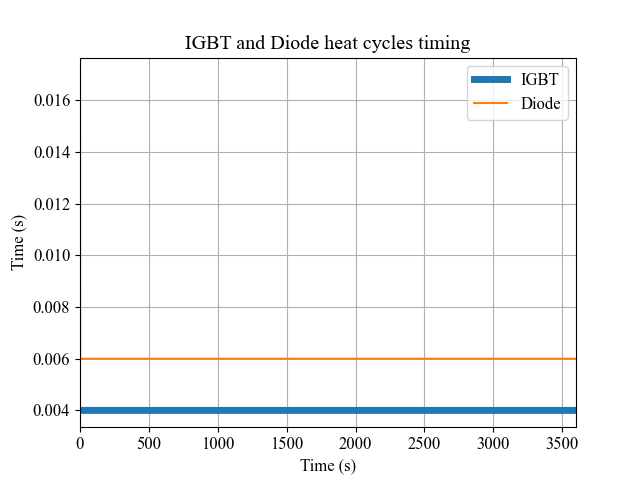 IGBT and Diode heat cycles timing
IGBT
Diode
0.016
0.014
0.012
0.010
0.008
0.006
0.004
Time (s)
0 500 1000 1500 2000 2500 3000 3500
Time (s)